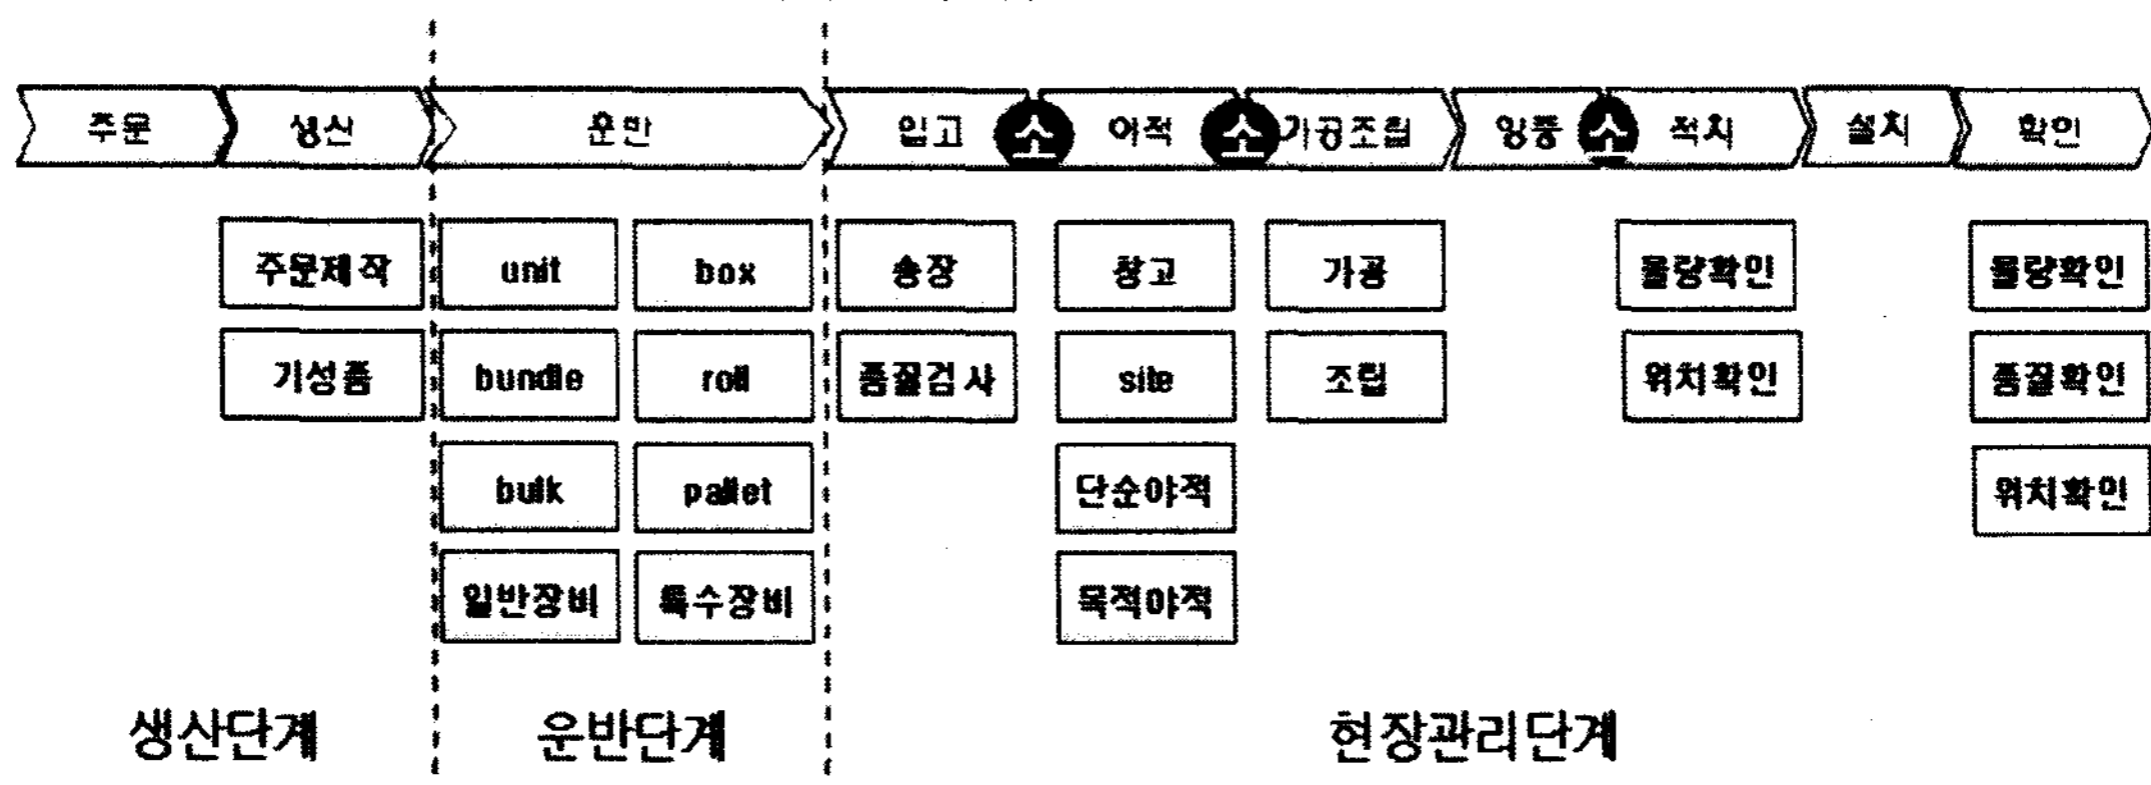 주문 생산 운반 입고 소 야적 소 가공조립 양중 소 적치 설치 확인
주문제작 unit box 송장 창고 가공 물량확인 물량확인
기성품 bundle roll 품질검사 site 조립 위치확인 품질확인
bulk pallet 단순야적 위치확인
일반장비 특수장비 목적야적
생산단계 운반단계 현장관리단계